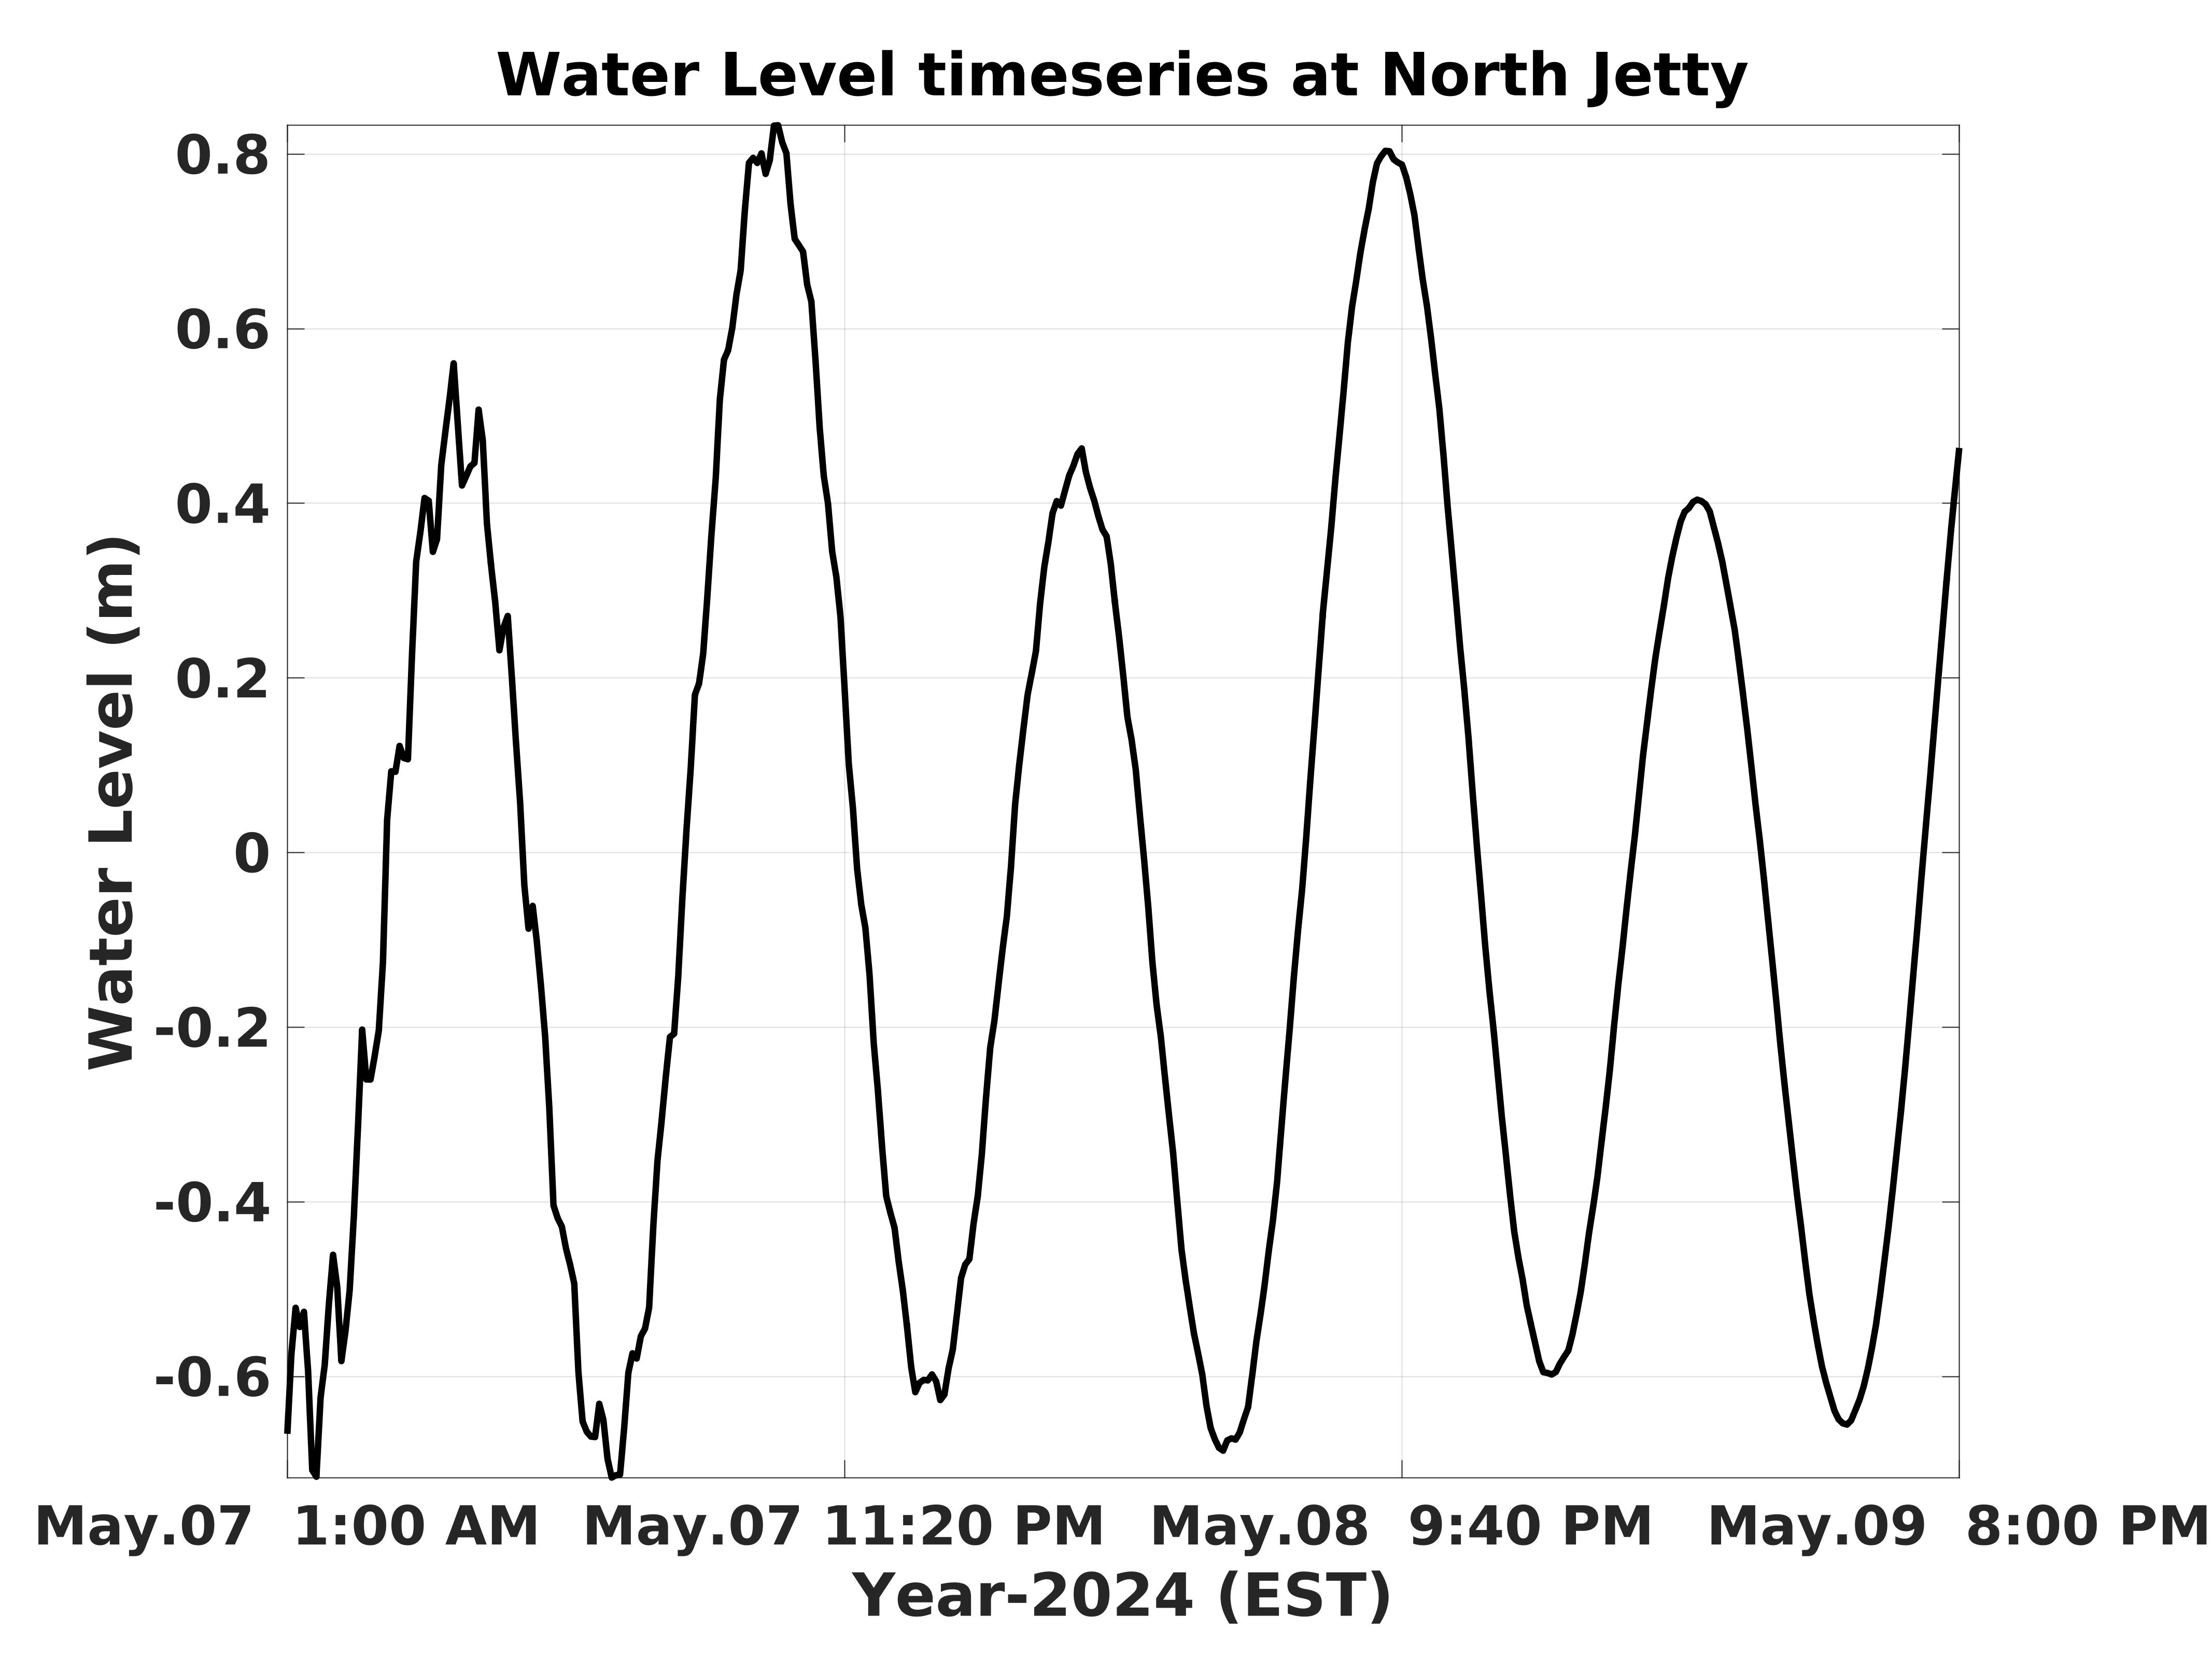 Water Level timeseries at North Jetty
Water Level (m)
0.8
0.6
0.4
0.2
0
-0.2
-0.4
-0.6
May.07 1:00 AM May.07 11:20 PM May.08 9:40 PM May.09 8:00 PM
Year-2024 (EST)